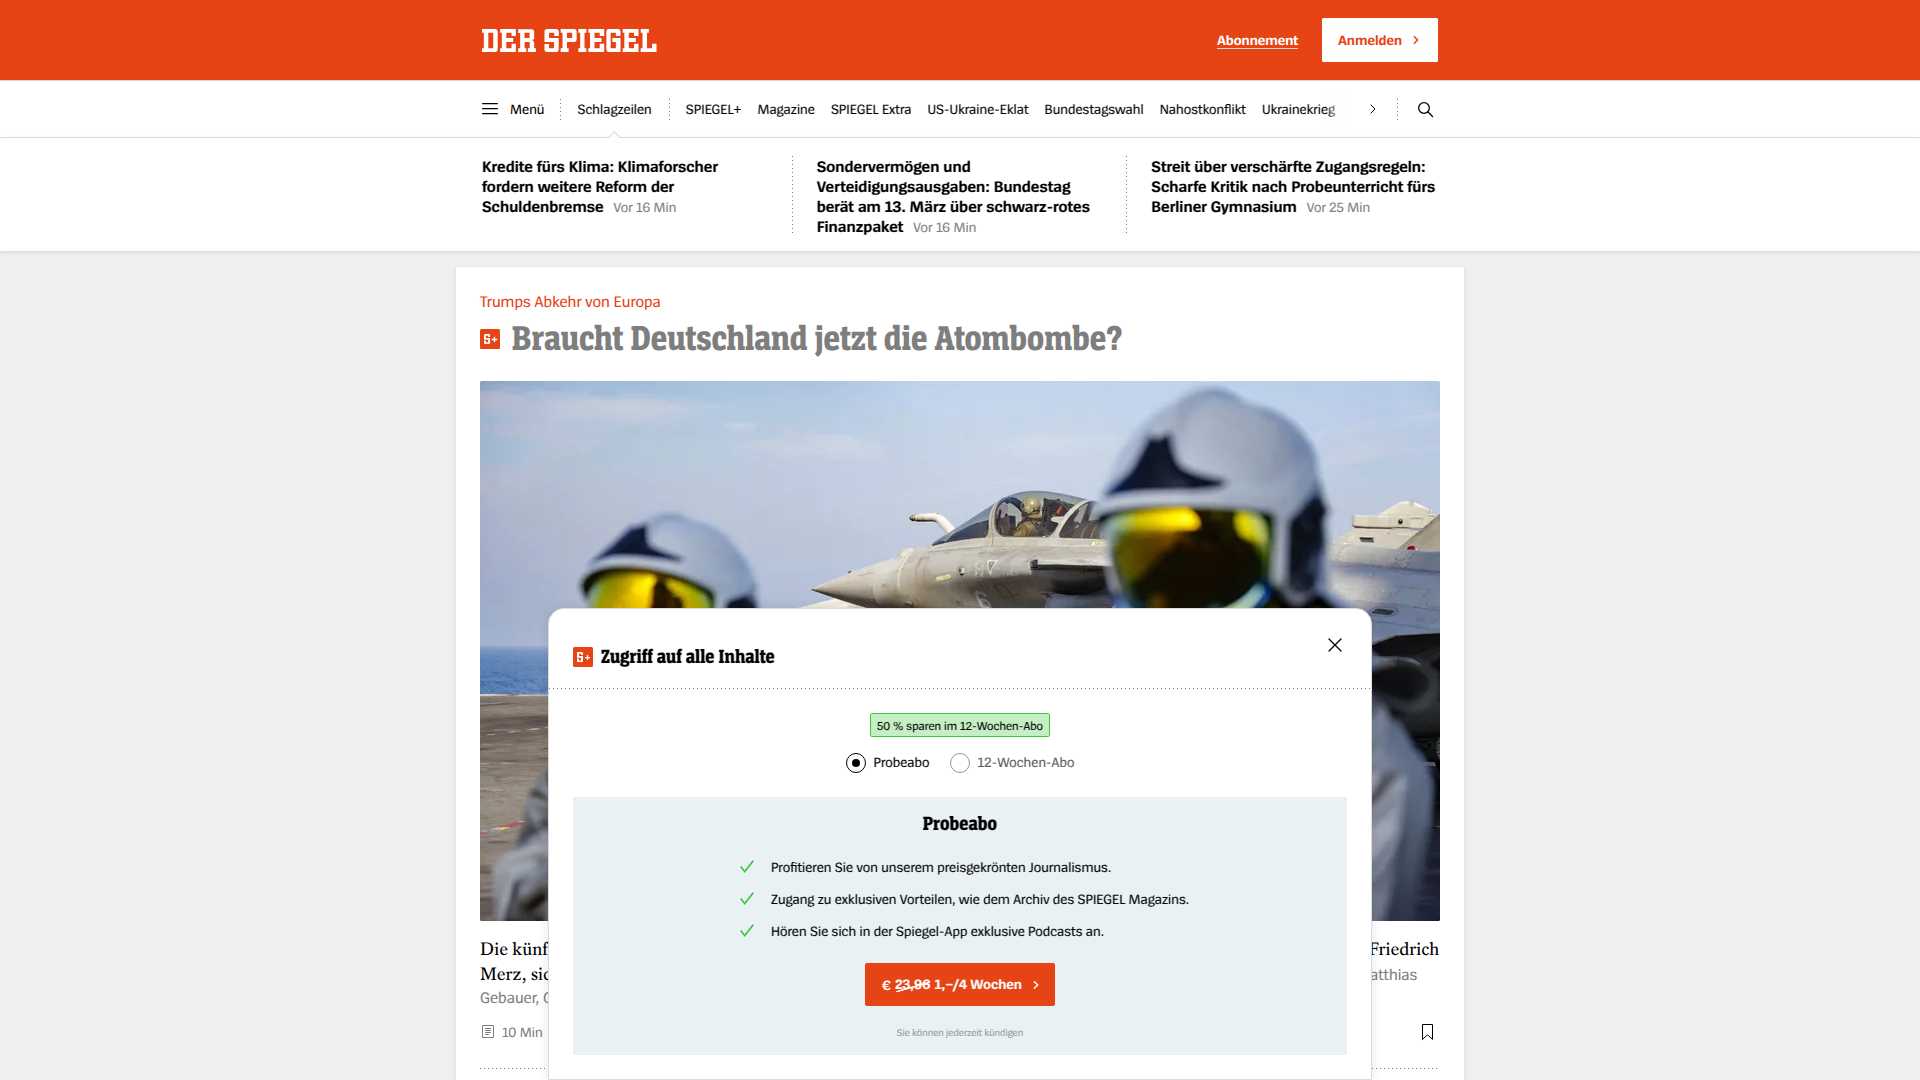 DER SPIEGEL
Abonnement
Anmelden
Menü
Schlagzeilen
SPIEGEL+
Magazine
SPIEGEL Extra
US-Ukraine-Eklat
Bundestagswahl
Nahostkonflikt
Ukrainekrieg
Kredite fürs Klima: Klimaforscher
fordern weitere Reform der
Schuldenbremse Vor 16 Min
Sondervermögen und
Verteidigungsausgaben: Bundestag
berät am 13. März über schwarz-rotes
Finanzpaket Vor 16 Min
Streit über verschärfte Zugangsregeln:
Scharfe Kritik nach Probeunterricht fürs
Berliner Gymnasium Vor 25 Min
Trumps Abkehr von Europa
S+ Braucht Deutschland jetzt die Atombombe?
S+ Zugriff auf alle Inhalte
50 % sparen im 12-Wochen-Abo
Probeabo
12-Wochen-Abo
Probeabo
Profitieren Sie von unserem preisgekrönten Journalismus.
Zugang zu exklusiven Vorteilen, wie dem Archiv des SPIEGEL Magazins.
Hören Sie sich in der Spiegel-App exklusive Podcasts an.
€ 23,96 1,–/4 Wochen
Sie können jederzeit kündigen
Die künf
Friedrich
Merz, sic
atthias
Gebauer,
10 Min